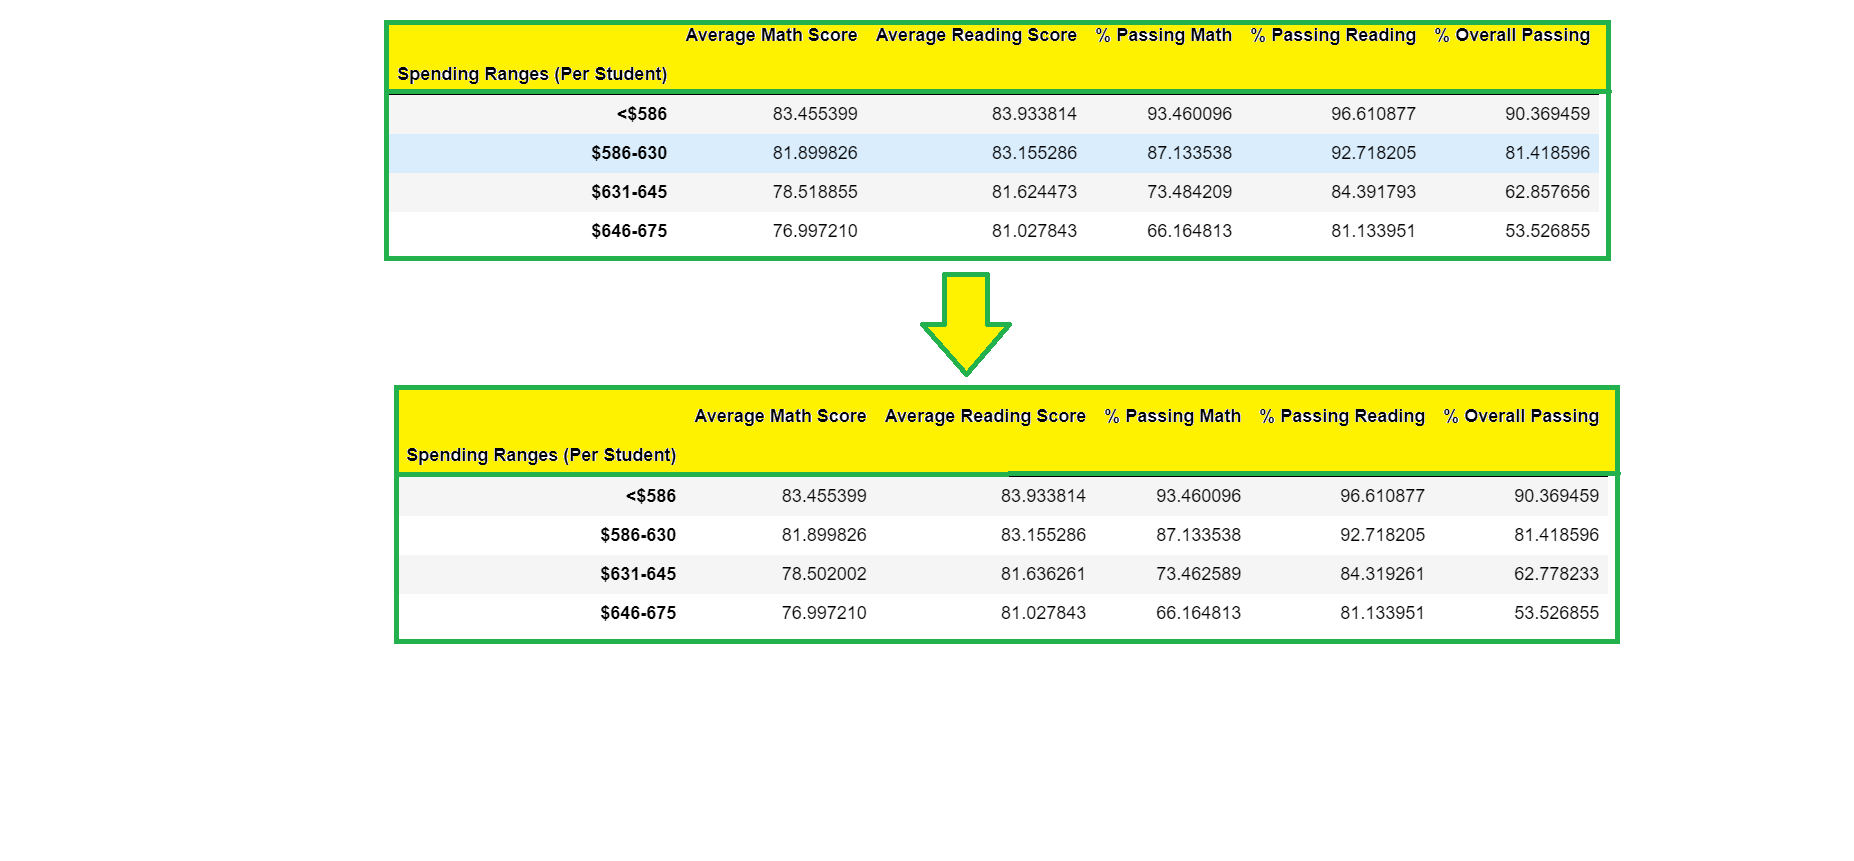 Average Math Score Average Reading Score % Passing Math % Passing Reading % Overall Passing
Spending Ranges (Per Student)
<$586 83.455399 83.933814 93.460096 96.610877 90.369459
$586-630 81.899826 83.155286 87.133538 92.718205 81.418596
$631-645 78.518855 81.624473 73.484209 84.391793 62.857656
$646-675 76.997210 81.027843 66.164813 81.133951 53.526855
Average Math Score Average Reading Score % Passing Math % Passing Reading % Overall Passing
Spending Ranges (Per Student)
<$586 83.455399 83.933814 93.460096 96.610877 90.369459
$586-630 81.899826 83.155286 87.133538 92.718205 81.418596
$631-645 78.502002 81.636261 73.462589 84.319261 62.778233
$646-675 76.997210 81.027843 66.164813 81.133951 53.526855